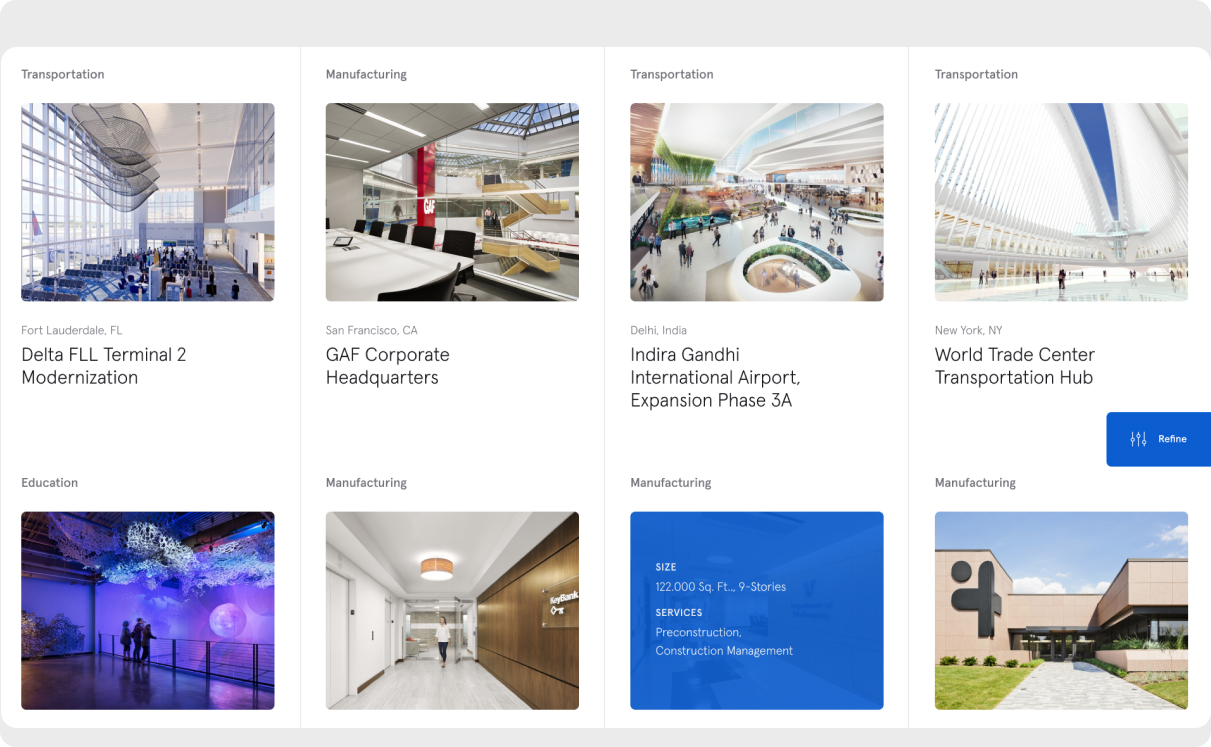 Transportation
Manufacturing
Transportation
Transportation
GAF
Fort Lauderdale, FL
Delta FLL Terminal 2
Modernization
San Francisco, CA
GAF Corporate
Headquarters
Delhi, India
Indira Gandhi
International Airport,
Expansion Phase 3A
New York, NY
World Trade Center
Transportation Hub
Refine
Education
Manufacturing
Manufacturing
Manufacturing
KeyBank
SIZE
122.000 Sq. Ft.., 9-Stories
SERVICES
Preconstruction,
Construction Management